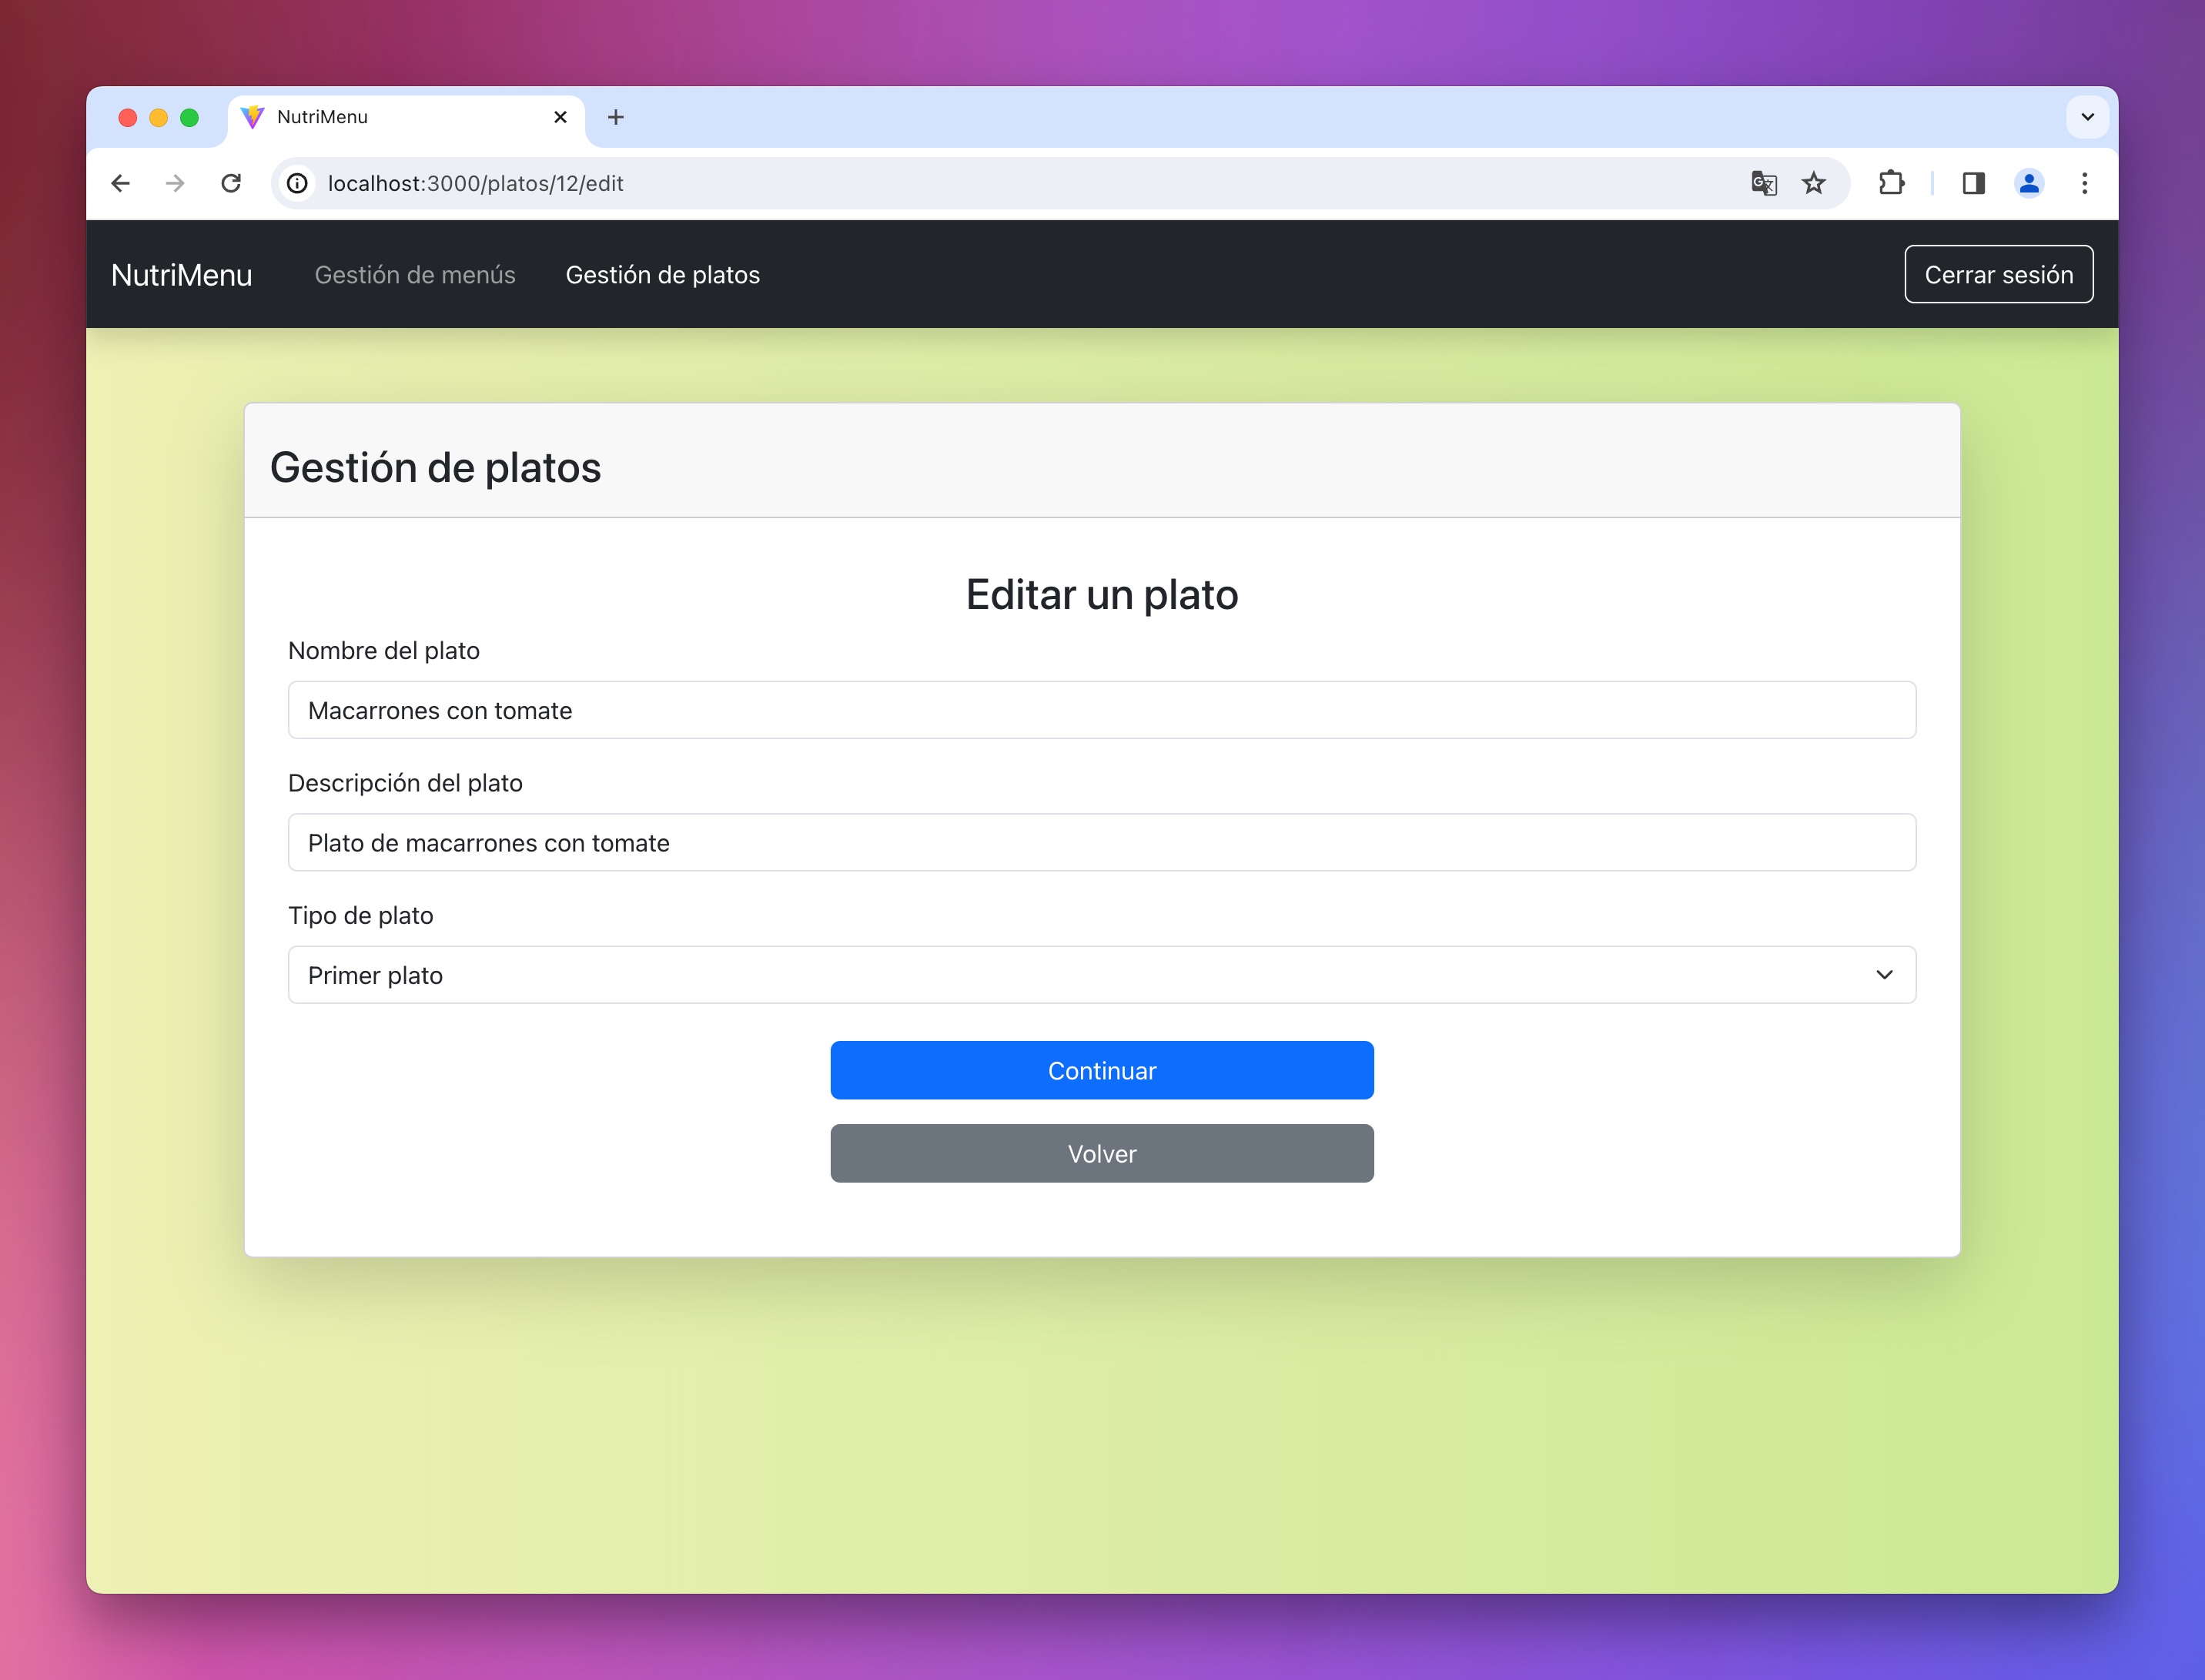 NutriMenu
localhost:3000/platos/12/edit
NutriMenu Gestión de menús Gestión de platos Cerrar sesión
Gestión de platos
Editar un plato
Nombre del plato
Macarrones con tomate
Descripción del plato
Plato de macarrones con tomate
Tipo de plato
Primer plato
Continuar
Volver